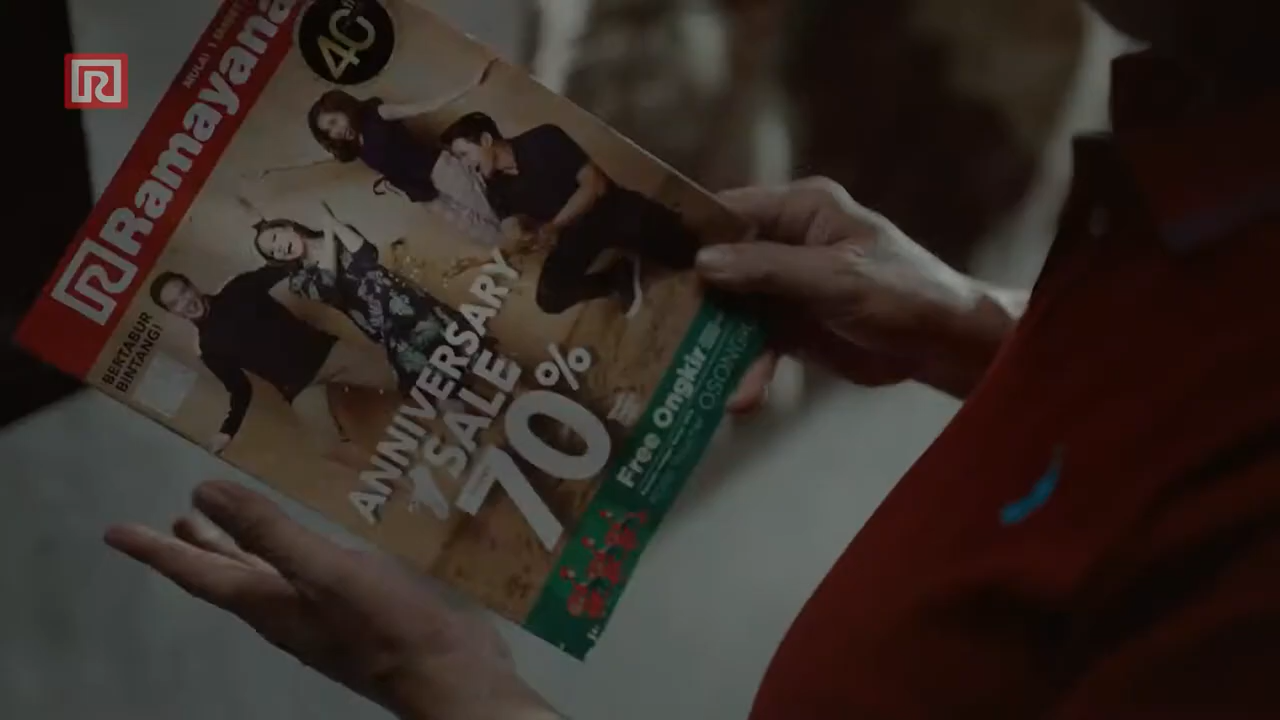 Ramayana
40
BERTABUR
BINTANG!
ANNIVERSARY
SALE
70%
Free Ongkir